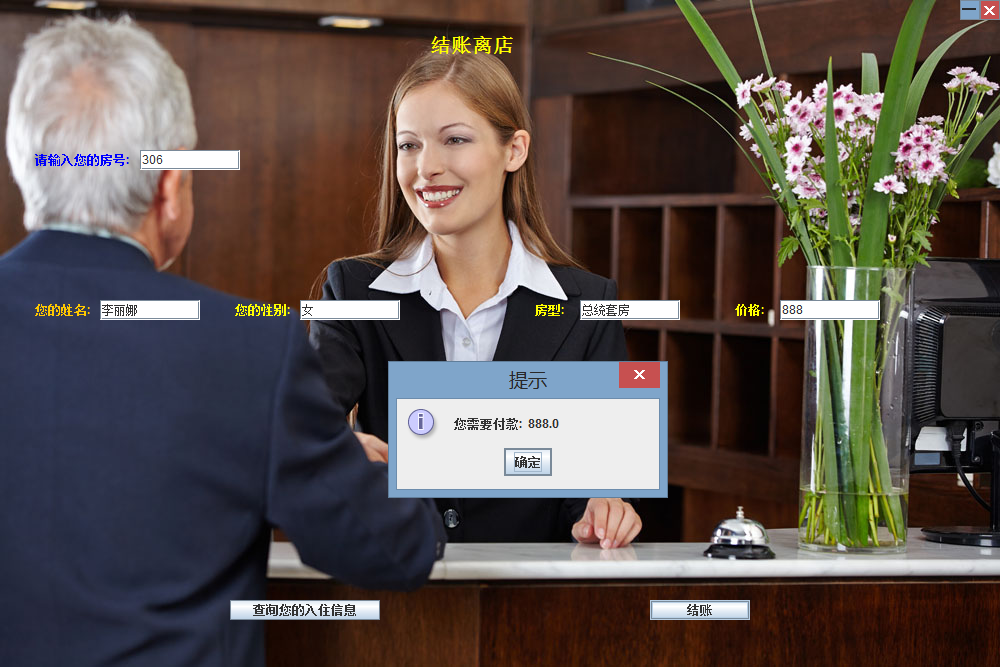 结账离店
请输入您的房号: 306
您的姓名: 李丽娜 您的性别: 女 房型: 总统套房 价格: 888
提示
您需要付款: 888.0
确定
查询您的入住信息 结账